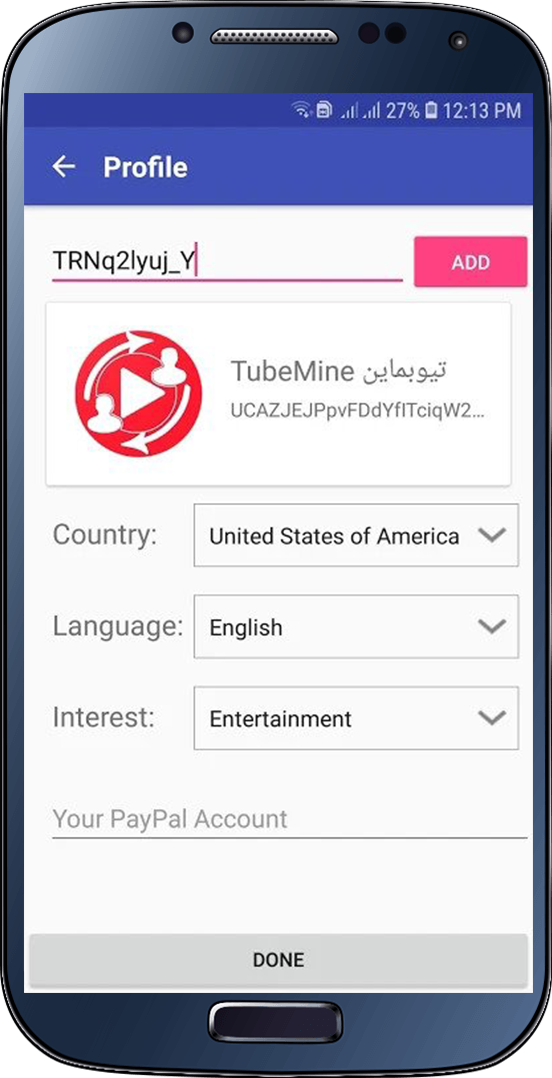 27% 12:13 PM
Profile
TRNq2lyuj_Y
ADD
TubeMine تيوبماين
UCAZJEJPpvFDdYfITciqW2...
Country:
United States of America
Language:
English
Interest:
Entertainment
Your PayPal Account
DONE